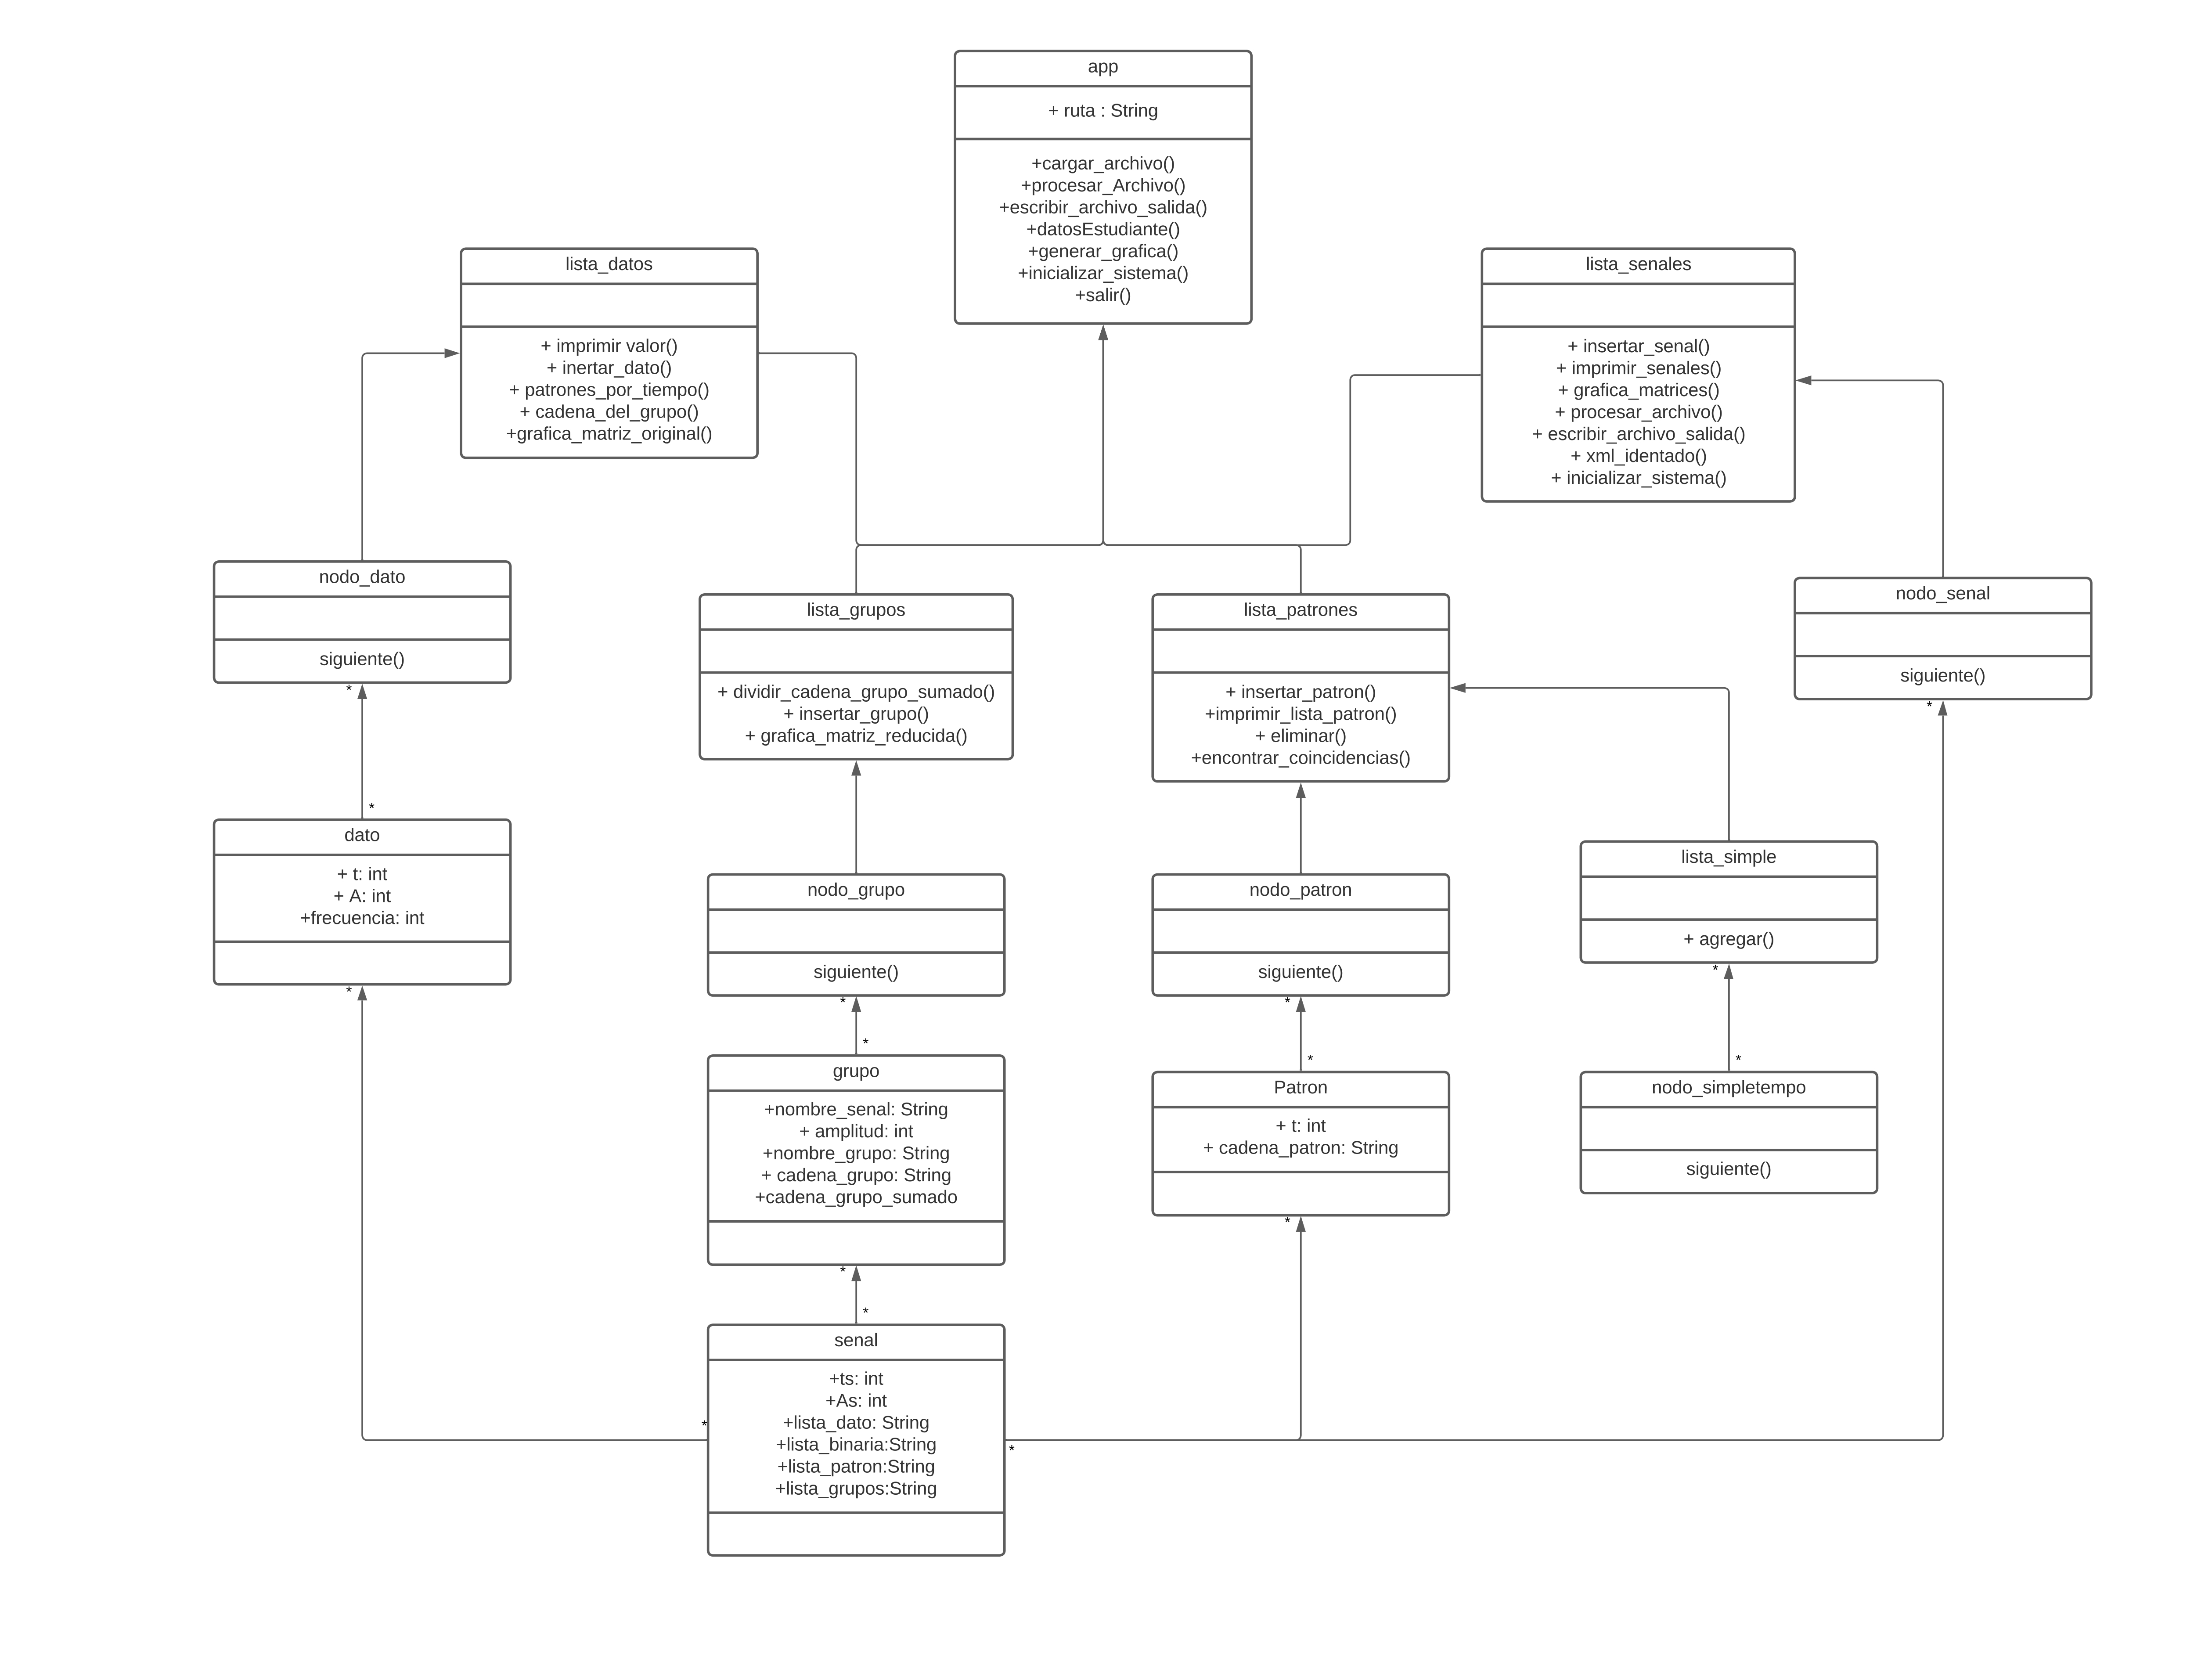 app
+ ruta : String
+cargar_archivo()
+procesar_Archivo()
+escribir_archivo_salida()
+datosEstudiante()
+generar_grafica()
+inicializar_sistema()
+salir()
lista_datos
+ imprimir valor()
+ inertar_dato()
+ patrones_por_tiempo()
+ cadena_del_grupo()
+grafica_matriz_original()
lista_senales
+ insertar_senal()
+ imprimir_senales()
+ grafica_matrices()
+ procesar_archivo()
+ escribir_archivo_salida()
+ xml_identado()
+ inicializar_sistema()
nodo_dato
siguiente()
*
lista_grupos
+ dividir_cadena_grupo_sumado()
+ insertar_grupo()
+ grafica_matriz_reducida()
lista_patrones
+ insertar_patron()
+imprimir_lista_patron()
+ eliminar()
+encontrar_coincidencias()
nodo_senal
siguiente()
*
*
dato
+ t: int
+ A: int
+frecuencia: int
*
nodo_grupo
siguiente()
*
nodo_patron
siguiente()
*
lista_simple
+ agregar()
*
*
grupo
+nombre_senal: String
+ amplitud: int
+nombre_grupo: String
+ cadena_grupo: String
+cadena_grupo_sumado
*
*
Patron
+ t: int
+ cadena_patron: String
*
*
nodo_simpletempo
siguiente()
*
senal
+ts: int
+As: int
+lista_dato: String
+lista_binaria:String
+lista_patron:String
+lista_grupos:String
*
*